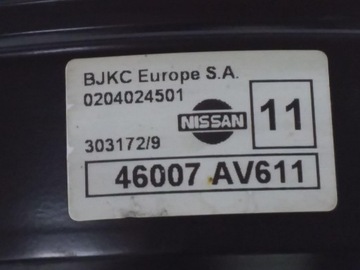 BJKC Europe S.A.
0204024501
NISSAN
11
303172/9
46007 AV611